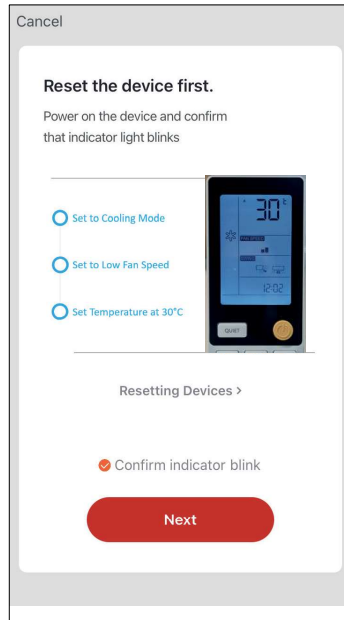 Cancel
Reset the device first.
Power on the device and confirm
that indicator light blinks
Set to Cooling Mode
Set to Low Fan Speed
Set Temperature at 30°C
30
FAN SPEED
12:02
QUIET
Resetting Devices >
Confirm indicator blink
Next